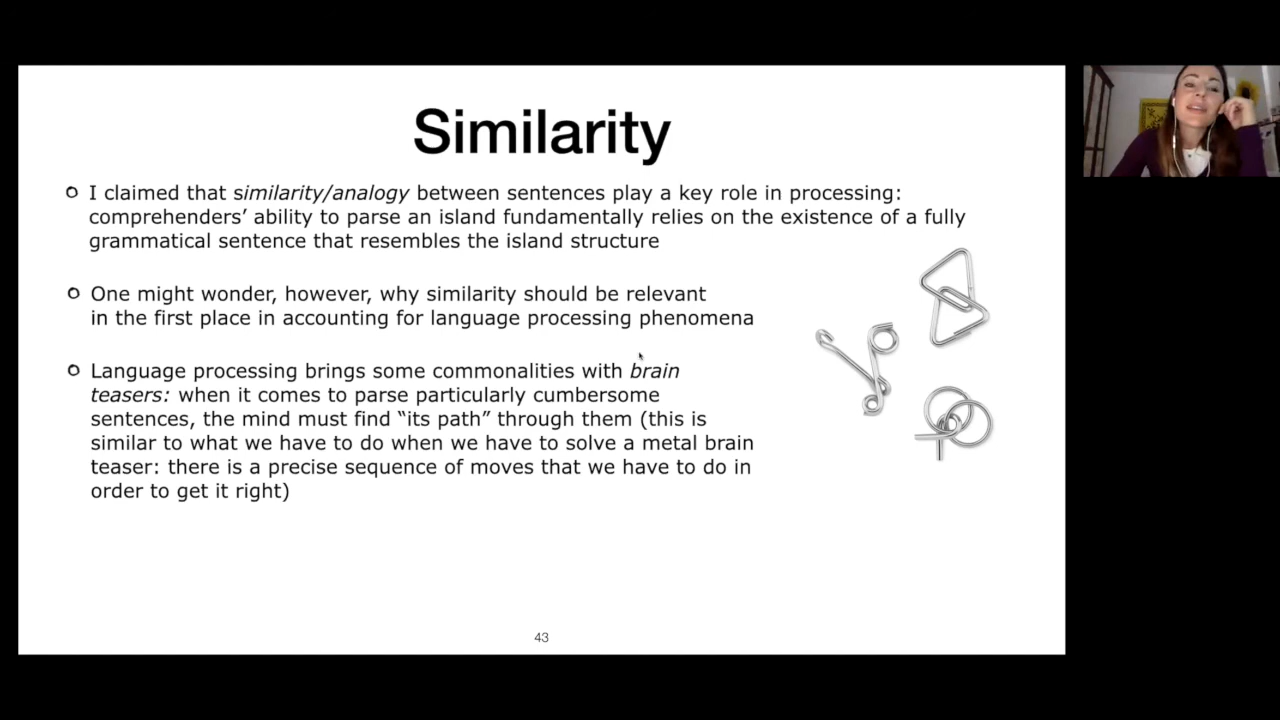 Similarity
I claimed that similarity/analogy between sentences play a key role in processing:
comprehenders’ ability to parse an island fundamentally relies on the existence of a fully
grammatical sentence that resembles the island structure
One might wonder, however, why similarity should be relevant
in the first place in accounting for language processing phenomena
Language processing brings some commonalities with brain
teasers: when it comes to parse particularly cumbersome
sentences, the mind must find “its path” through them (this is
similar to what we have to do when we have to solve a metal brain
teaser: there is a precise sequence of moves that we have to do in
order to get it right)
43